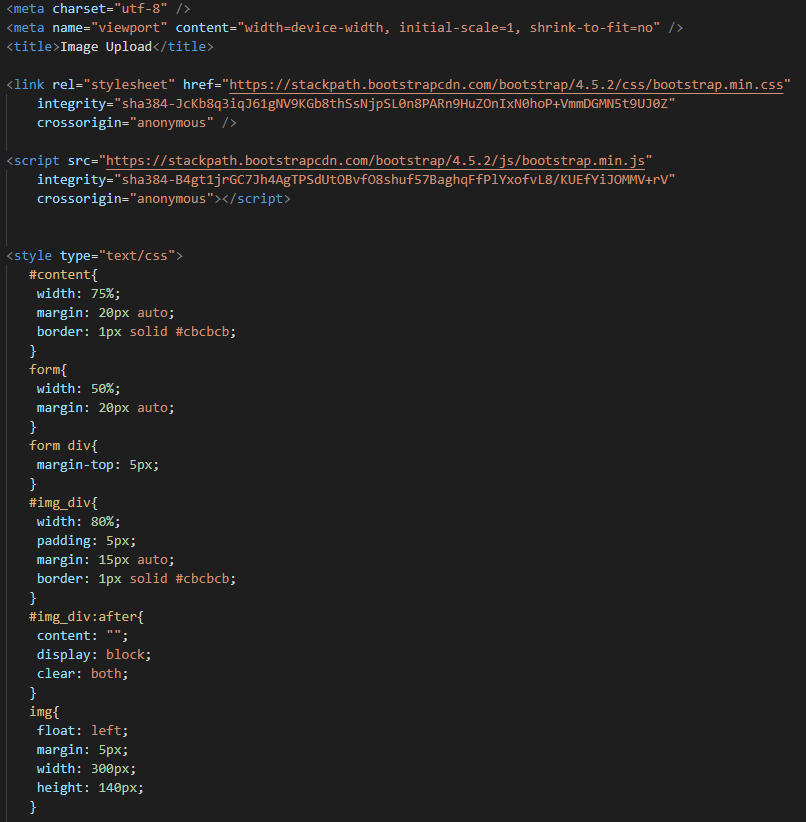 <meta charset="utf-8" />
<meta name="viewport" content="width=device-width, initial-scale=1, shrink-to-fit=no" />
<title>Image Upload</title>
<link rel="stylesheet" href="https://stackpath.bootstrapcdn.com/bootstrap/4.5.2/css/bootstrap.min.css"
integrity="sha384-JcKb8q3iqJ61gNV9KGb8thSsNjpSL0n8PARn9HuZOnIxN0hoP+VmmDGMN5t9UJ0Z"
crossorigin="anonymous" />
<script src="https://stackpath.bootstrapcdn.com/bootstrap/4.5.2/js/bootstrap.min.js"
integrity="sha384-B4gt1jrGC7Jh4AgTPSdUtOBvfO8shuf57BaghqFfPlYxofvL8/KUEfYiJOMMV+rV"
crossorigin="anonymous"></script>
<style type="text/css">
#content{
width: 75%;
margin: 20px auto;
border: 1px solid #cbcbcb;
}
form{
width: 50%;
margin: 20px auto;
}
form div{
margin-top: 5px;
}
#img_div{
width: 80%;
padding: 5px;
margin: 15px auto;
border: 1px solid #cbcbcb;
}
#img_div:after{
content: "";
display: block;
clear: both;
}
img{
float: left;
margin: 5px;
width: 300px;
height: 140px;
}